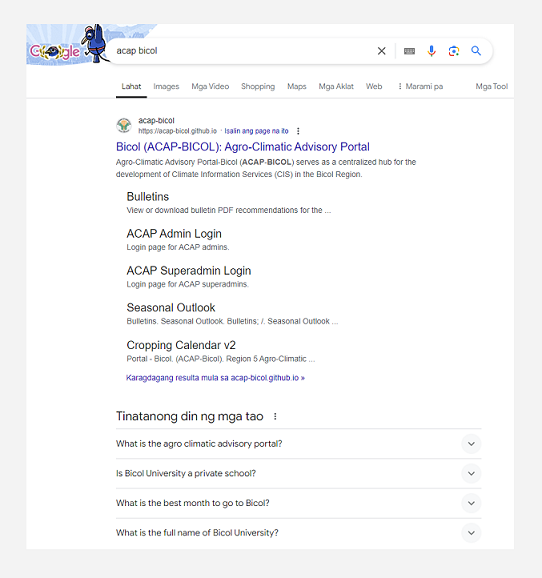 Google
acap bicol
Lahat Images Mga Video Shopping Maps Mga Aklat Web Marami pa Mga Tool
acap-bicol
https://acap-bicol.github.io · Isalin ang page na ito
Bicol (ACAP-BICOL): Agro-Climatic Advisory Portal
Agro-Climatic Advisory Portal-Bicol (ACAP-BICOL) serves as a centralized hub for the
development of Climate Information Services (CIS) in the Bicol Region.
Bulletins
View or download bulletin PDF recommendations for the ...
ACAP Admin Login
Login page for ACAP admins.
ACAP Superadmin Login
Login page for ACAP superadmins.
Seasonal Outlook
Bulletins. Seasonal Outlook. Bulletins; /. Seasonal Outlook ...
Cropping Calendar v2
Portal - Bicol. (ACAP-Bicol). Region 5 Agro-Climatic ...
Karagdagang resulta mula sa acap-bicol.github.io »
Tinatanong din ng mga tao
What is the agro climatic advisory portal?
Is Bicol University a private school?
What is the best month to go to Bicol?
What is the full name of Bicol University?